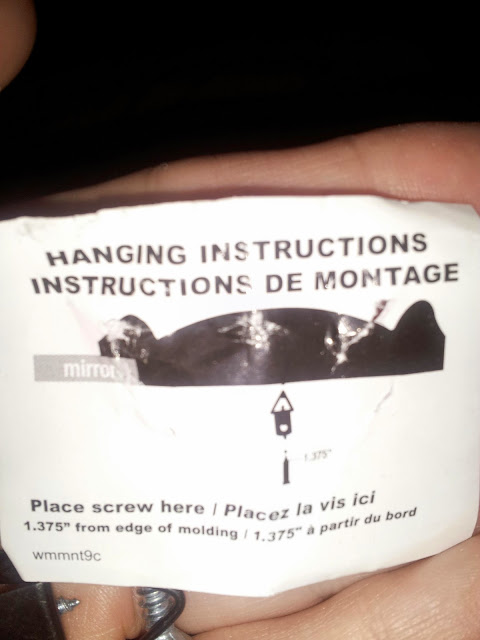 HANGING INSTRUCTIONS
INSTRUCTIONS DE MONTAGE
mirror
1.375"
Place screw here / Placez la vis ici
1.375" from edge of molding / 1.375" à partir du bord
wmmnt9c